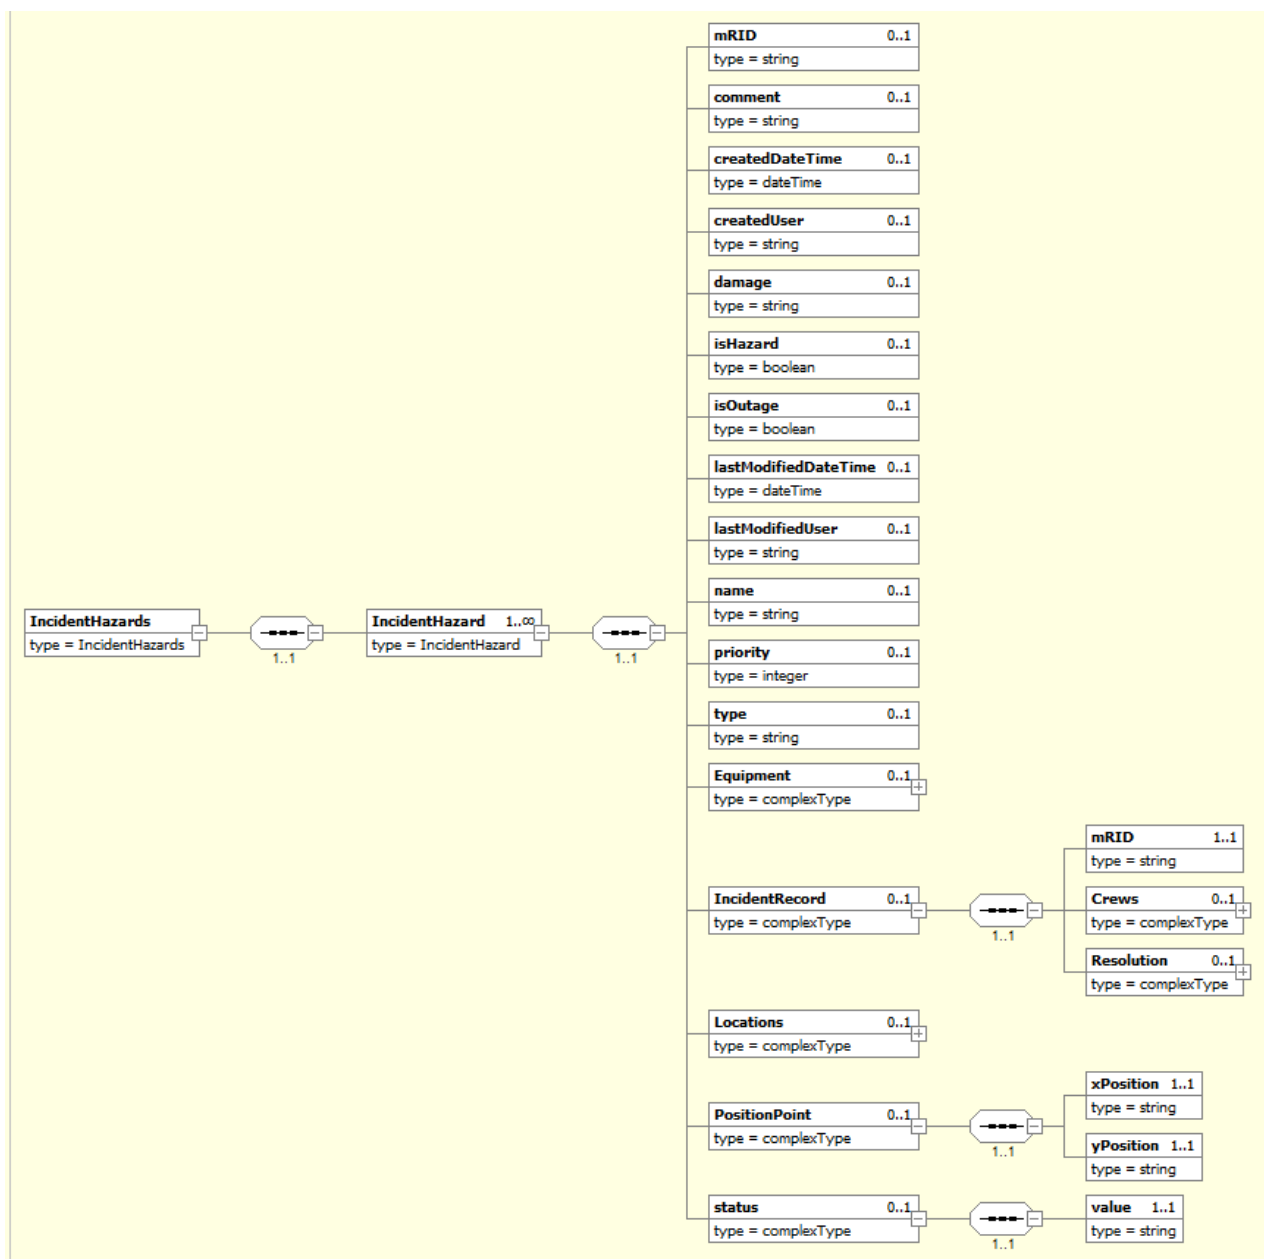 mRID 0..1
type = string
comment 0..1
type = string
createdDateTime 0..1
type = dateTime
createdUser 0..1
type = string
damage 0..1
type = string
isHazard 0..1
type = boolean
isOutage 0..1
type = boolean
lastModifiedDateTime 0..1
type = dateTime
lastModifiedUser 0..1
type = string
name 0..1
type = string
IncidentHazards
type = IncidentHazards
1..1
IncidentHazard 1..∞
type = IncidentHazard
1..1
priority 0..1
type = integer
type 0..1
type = string
Equipment 0..1
type = complexType
IncidentRecord 0..1
type = complexType
1..1
mRID 1..1
type = string
Crews 0..1
type = complexType
Resolution 0..1
type = complexType
Locations 0..1
type = complexType
PositionPoint 0..1
type = complexType
1..1
xPosition 1..1
type = string
yPosition 1..1
type = string
status 0..1
type = complexType
1..1
value 1..1
type = string